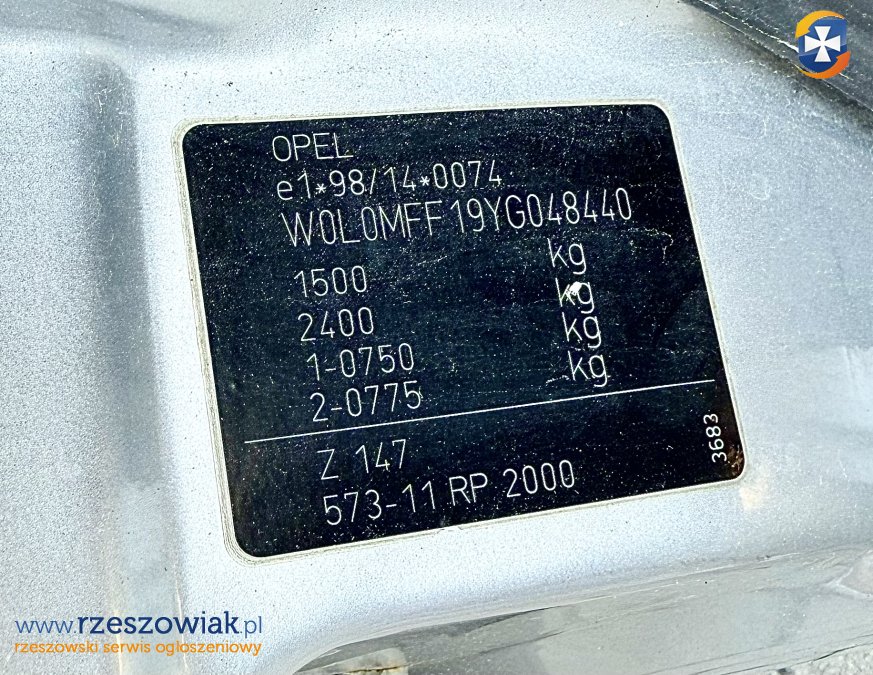 OPEL
e1*98/14*0074
W0L0MFF19YG048440
1500 kg
2400 kg
1-0750 kg
2-0775 kg
Z 147
573-11 RP 2000
3683
www.rzeszowiak.pl
rzeszowski serwis ogłoszeniowy